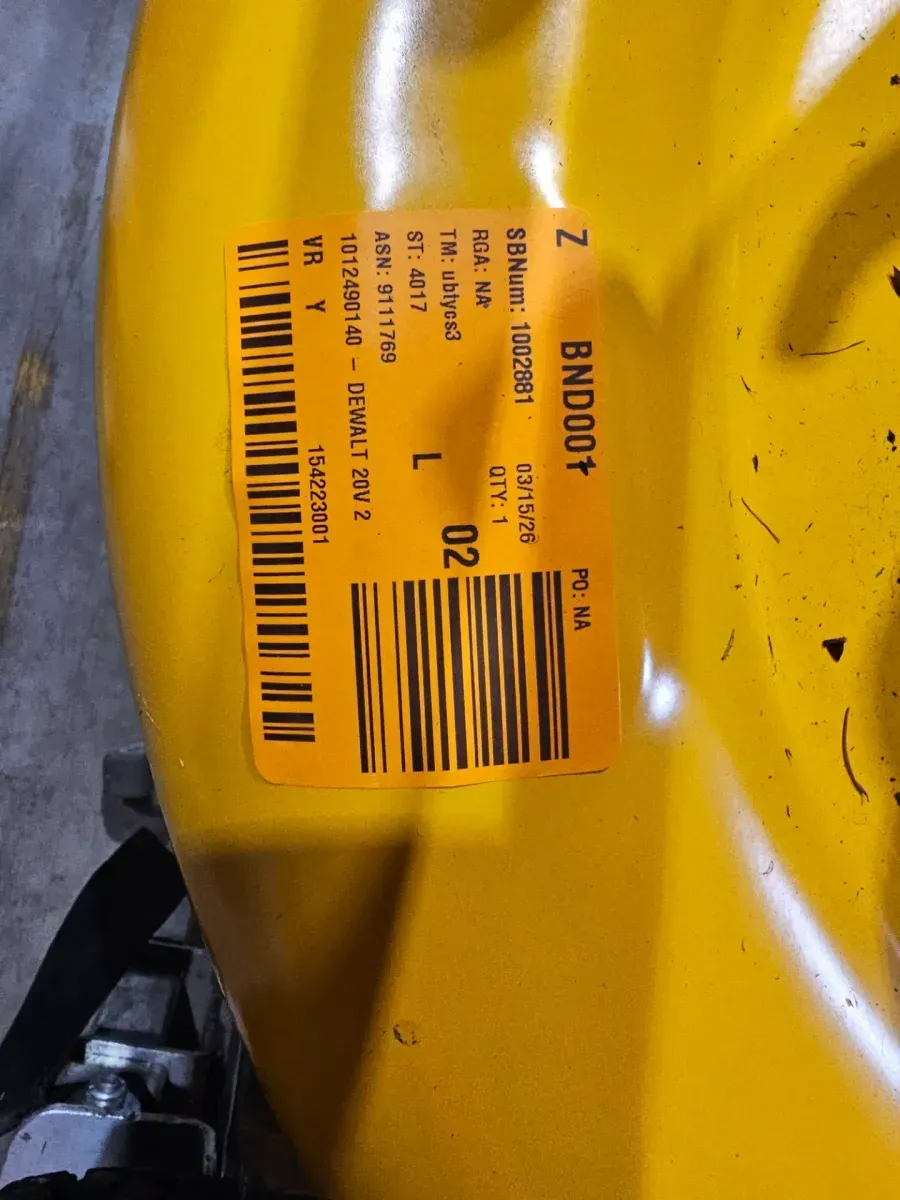 Z BND001 PO: NA
SBNum: 1002881 03/15/26
RGA: NA QTY: 1
TM: ubtycs3 02
ST: 4017 L
ASN: 9111769
1012490140 - DEWALT 20V 2
VR Y 154223001